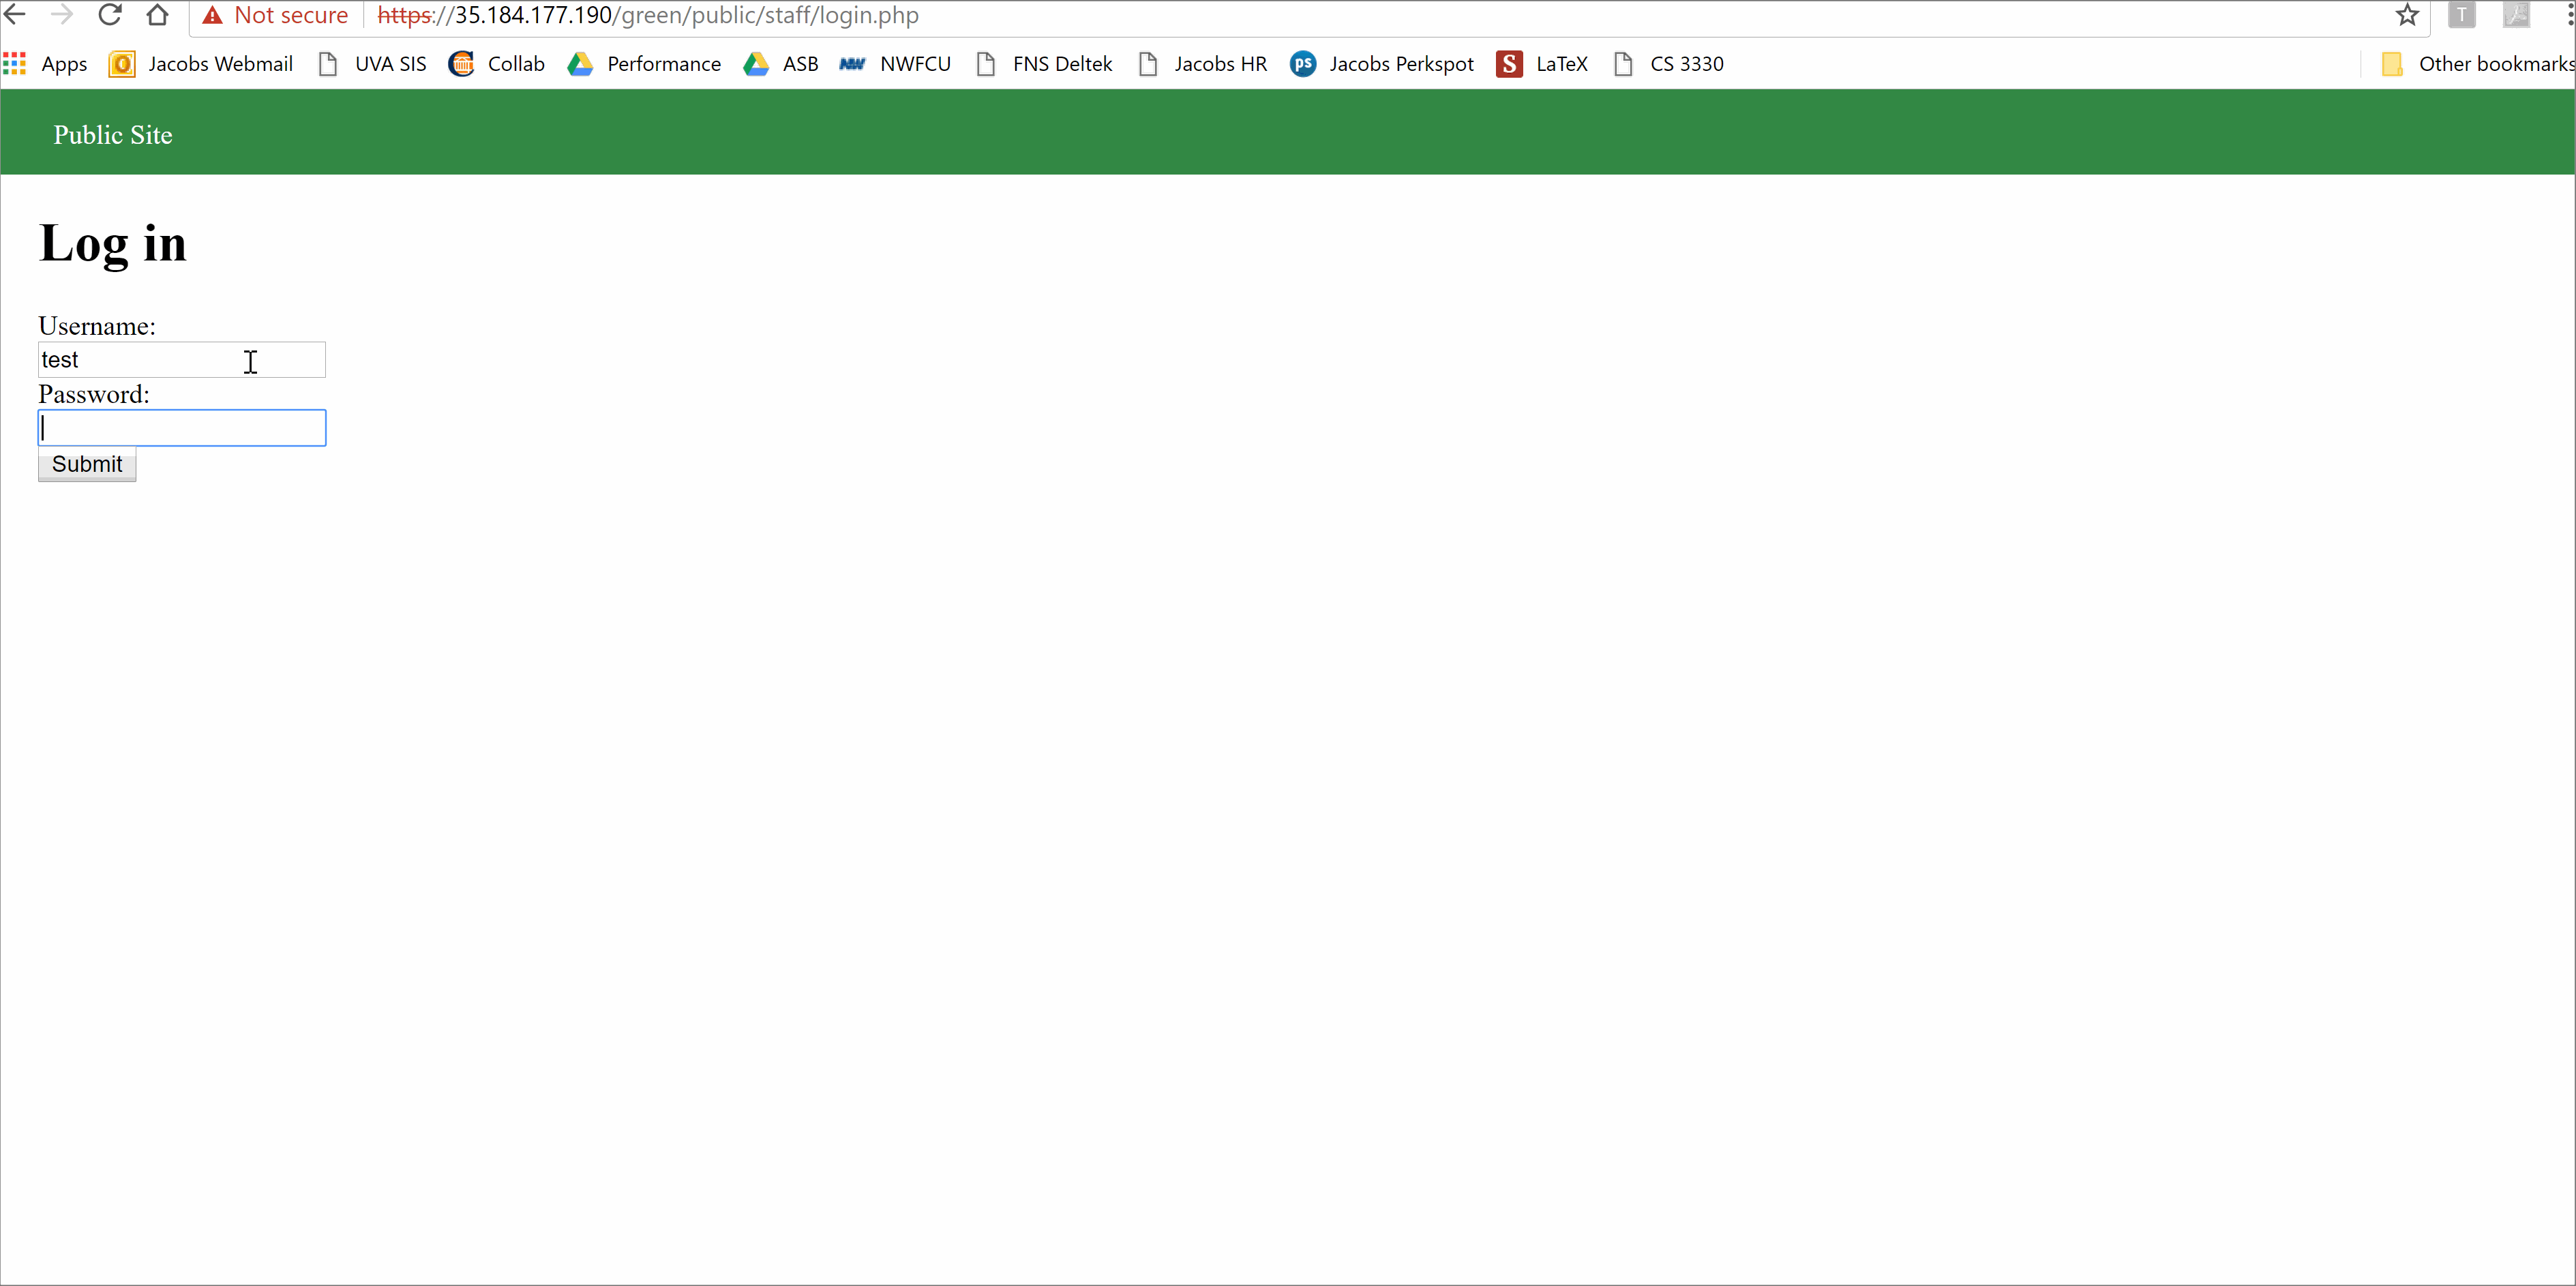 Not secure https://35.184.177.190/green/public/staff/login.php T
Apps Jacobs Webmail UVA SIS Collab Performance ASB NW NWFCU FNS Deltek Jacobs HR ps Jacobs Perkspot S LaTeX CS 3330 Other bookmarks
Public Site
Log in
Username:
test
Password:
Submit